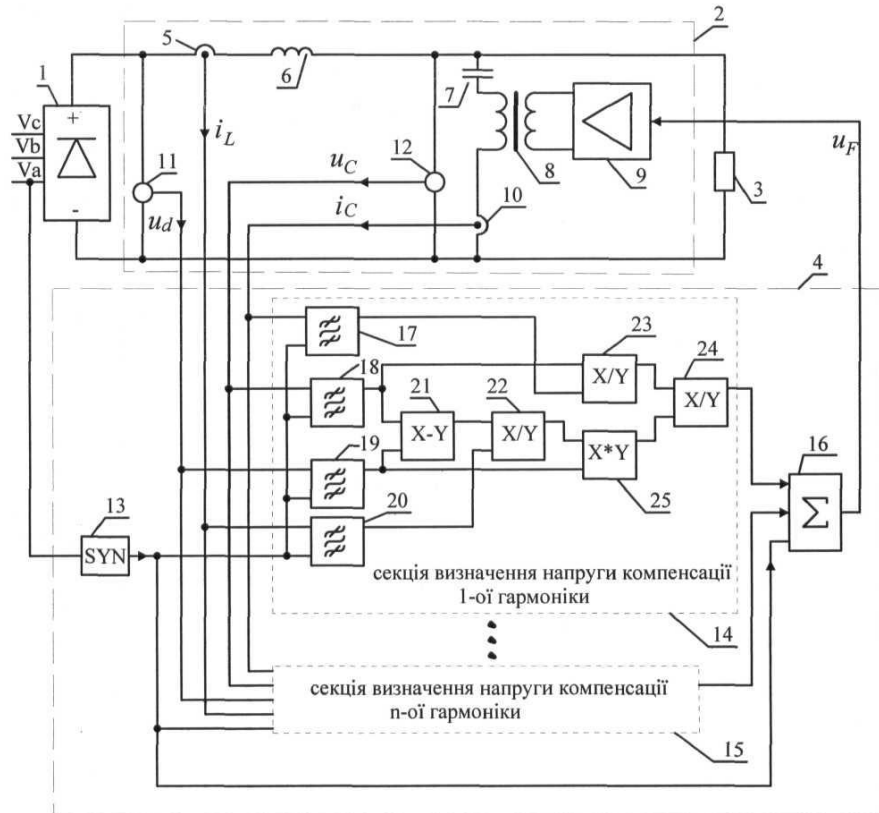 5
2
1
6
7
+
Vc
Vb
Va
-
11
i_L
12
u_C
8
9
u_F
3
u_d
i_C
10
4
17
23
24
18
X/Y
X/Y
21
22
X-Y
X/Y
19
X*Y
16
Σ
13
SYN
20
25
секція визначення напруги компенсації
1-ої гармоніки
14
секція визначення напруги компенсації
n-ої гармоніки
15